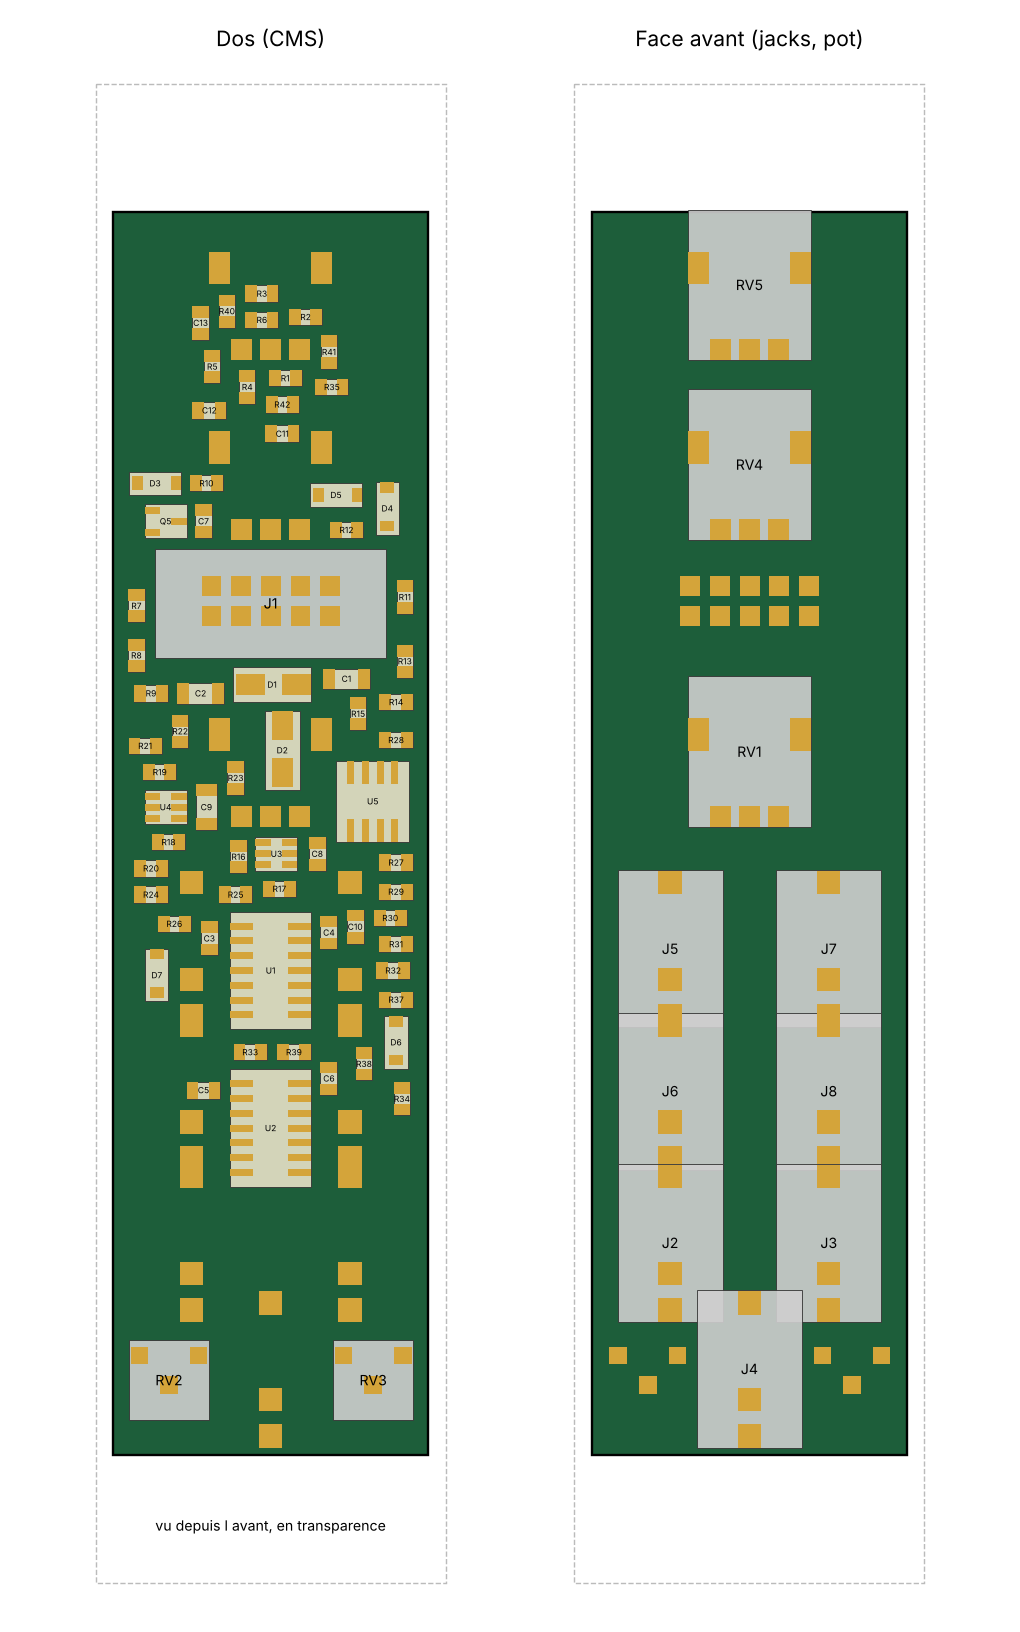 Dos (CMS)
Face avant (jacks, pot)
R3
R40
C13
R6
R2
R41
R5
R1
R4
R35
R42
C12
C11
D3
R10
D5
D4
Q5
C7
R12
J1
R7
R11
R8
R13
D1
C1
R9
C2
R14
R15
R22
R21
D2
R28
R19
R23
U5
U4
C9
R18
R16
U3
C8
R27
R20
R24
R25
R17
R29
R26
C3
C4
C10
R30
R31
D7
U1
R32
R37
D6
R33
R39
R38
C5
C6
R34
U2
RV2
RV3
vu depuis l avant, en transparence
RV5
RV4
RV1
J5
J7
J6
J8
J2
J3
J4